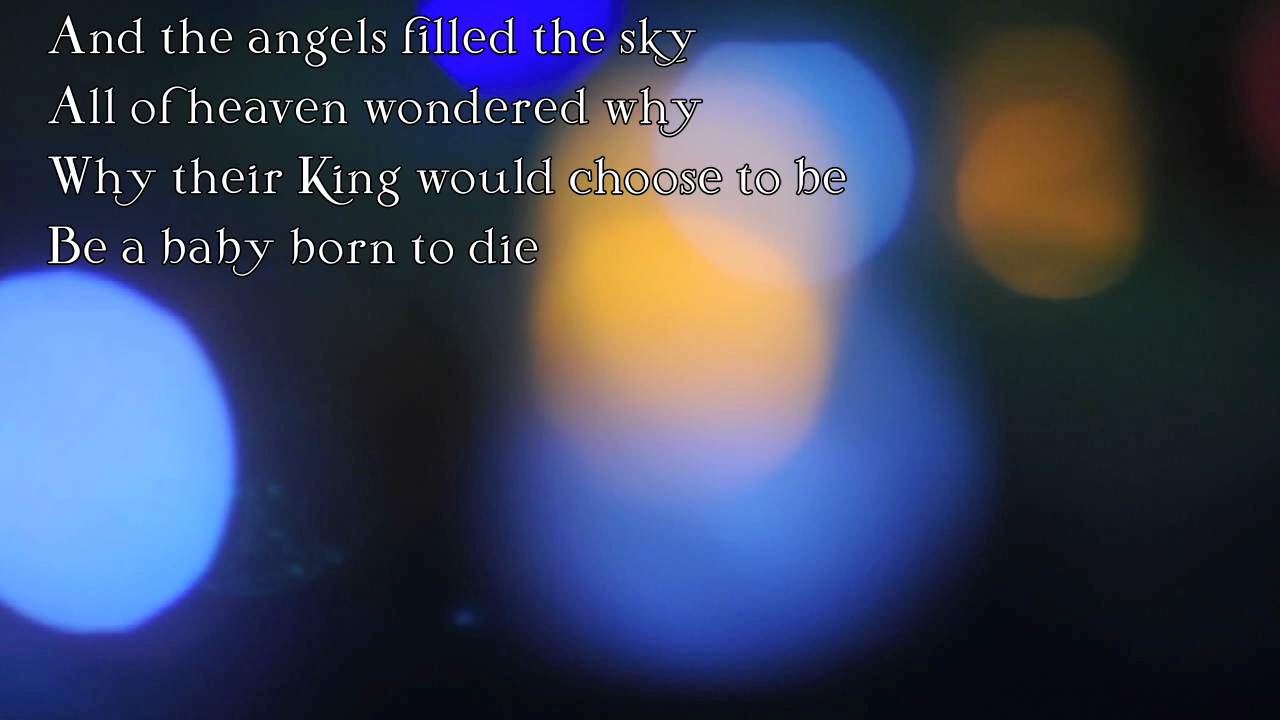 And the angels filled the sky
All of heaven wondered why
Why their King would choose to be
Be a baby born to die